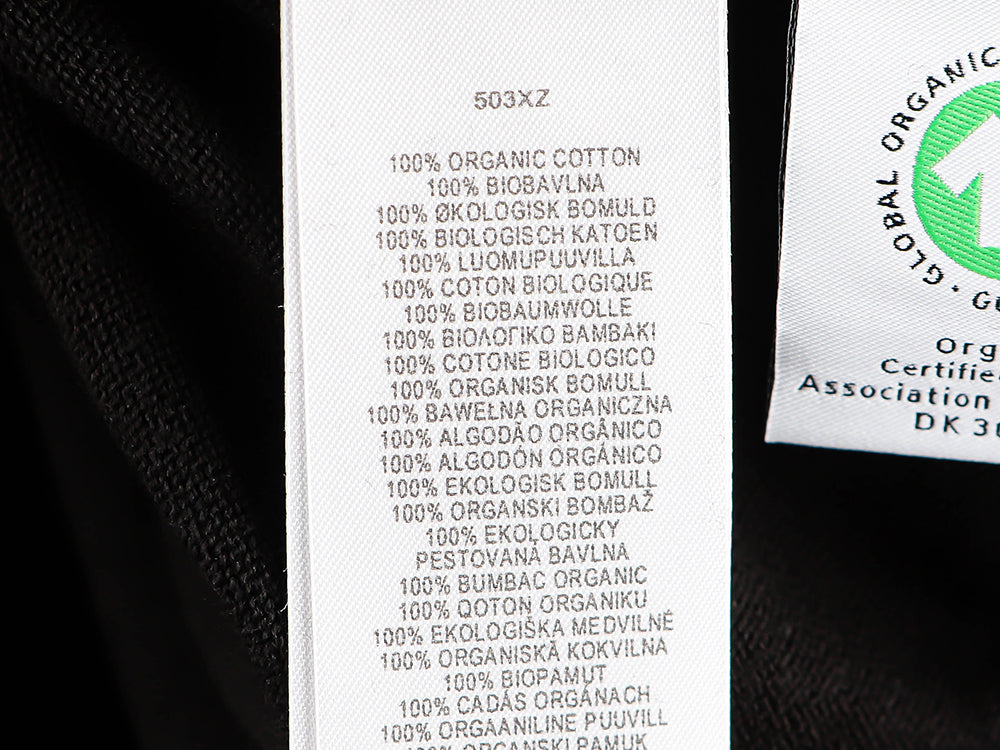 503XZ
100% ORGANIC COTTON
100% BIOBAVLNA
100% ØKOLOGISK BOMULD
100% BIOLOGISCH KATOEN
100% LUOMUPUUVILLA
100% COTON BIOLOGIQUE
100% BIOBAUMWOLLE
100% ΒΙΟΛΟΓΙΚΟ ΒΑΜΒΑΚΙ
100% COTONE BIOLOGICO
100% ORGANISK BOMULL
100% BAWEŁNA ORGANICZNA
100% ALGODÃO ORGÂNICO
100% ALGODÓN ORGÁNICO
100% EKOLOGISK BOMULL
100% ORGANSKI BOMBAŽ
100% EKOLOGICKY
PESTOVANÁ BAVLNA
100% BUMBAC ORGANIC
100% QOTON ORGANIKU
100% EKOLOGIŠKA MEDVILNĖ
100% ORGANISKĀ KOKVILNA
100% BIOPAMUT
100% CADÁS ORGÁNACH
100% ORGAANILINE PUUVILL
ORGANSKI PAMUK
GLOBAL ORGANIC
Certifie
Association
DK 3